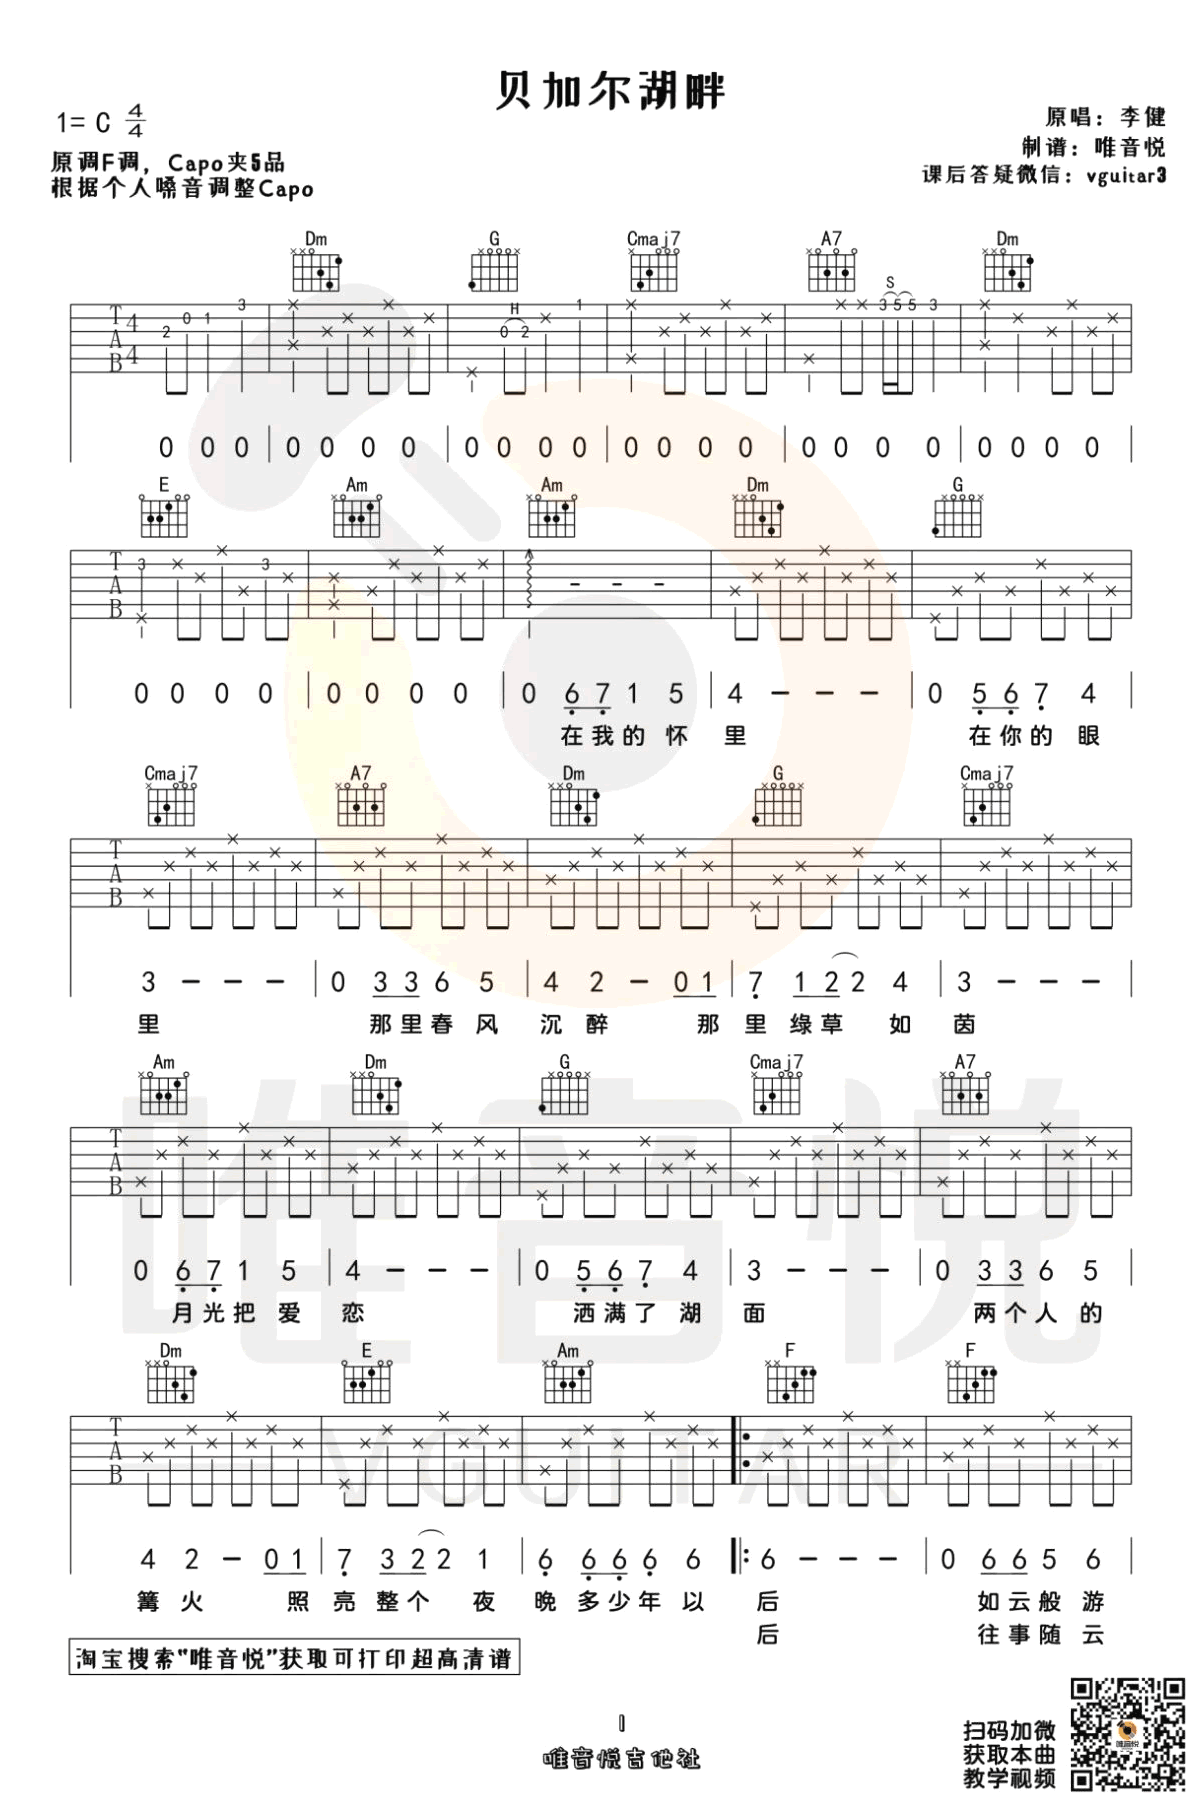 贝加尔湖畔
1= C 4/4
原调F调，Capo夹5品
根据个人嗓音调整Capo
原唱：李健
制谱：唯音悦
课后答疑微信：vguitar3
Dm G Cmaj7 A7 Dm
H S
T A B 4 4 2 0 1 3 0 2 1 3 5 5 3
0 0 0 | 0 0 0 0 | 0 0 0 0 | 0 0 0 0 | 0 0 0 0 | 0 0 0 0
E Am Am Dm G
T A B 3 3
0 0 0 0 | 0 0 0 0 | 0 6 7 1 5 | 4 - - - | 0 5 6 7 4
在我的怀里 在你的眼
Cmaj7 A7 Dm G Cmaj7
T A B
3 - - - | 0 3 3 6 5 | 4 2 - 0 1 | 7 1 2 2 4 | 3 - - -
里 那里春风沉醉 那里绿草如茵
Am Dm G Cmaj7 A7
T A B
0 6 7 1 5 | 4 - - - | 0 5 6 7 4 | 3 - - - | 0 3 3 6 5
月光把爱恋 洒满了湖面 两个人的
Dm E Am F F
T A B
4 2 - 0 1 | 7 3 2 2 1 | 6 6 6 6 6 |: 6 - - - | 0 6 6 5 6
篝火 照亮整个夜晚多少年以后 如云般游
后 往事随云
淘宝搜索“唯音悦”获取可打印超高清谱
1
唯音悦吉他社
扫码加微
获取本曲
教学视频
唯音悦
唯音悦
VGUITAR